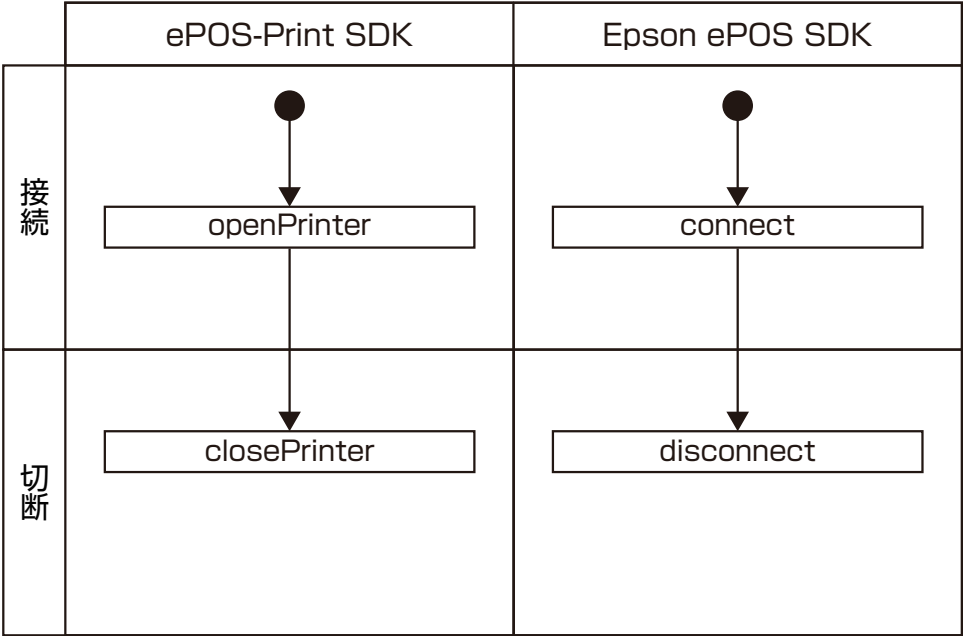 ePOS-Print SDK
Epson ePOS SDK
接続
openPrinter
connect
切断
closePrinter
disconnect